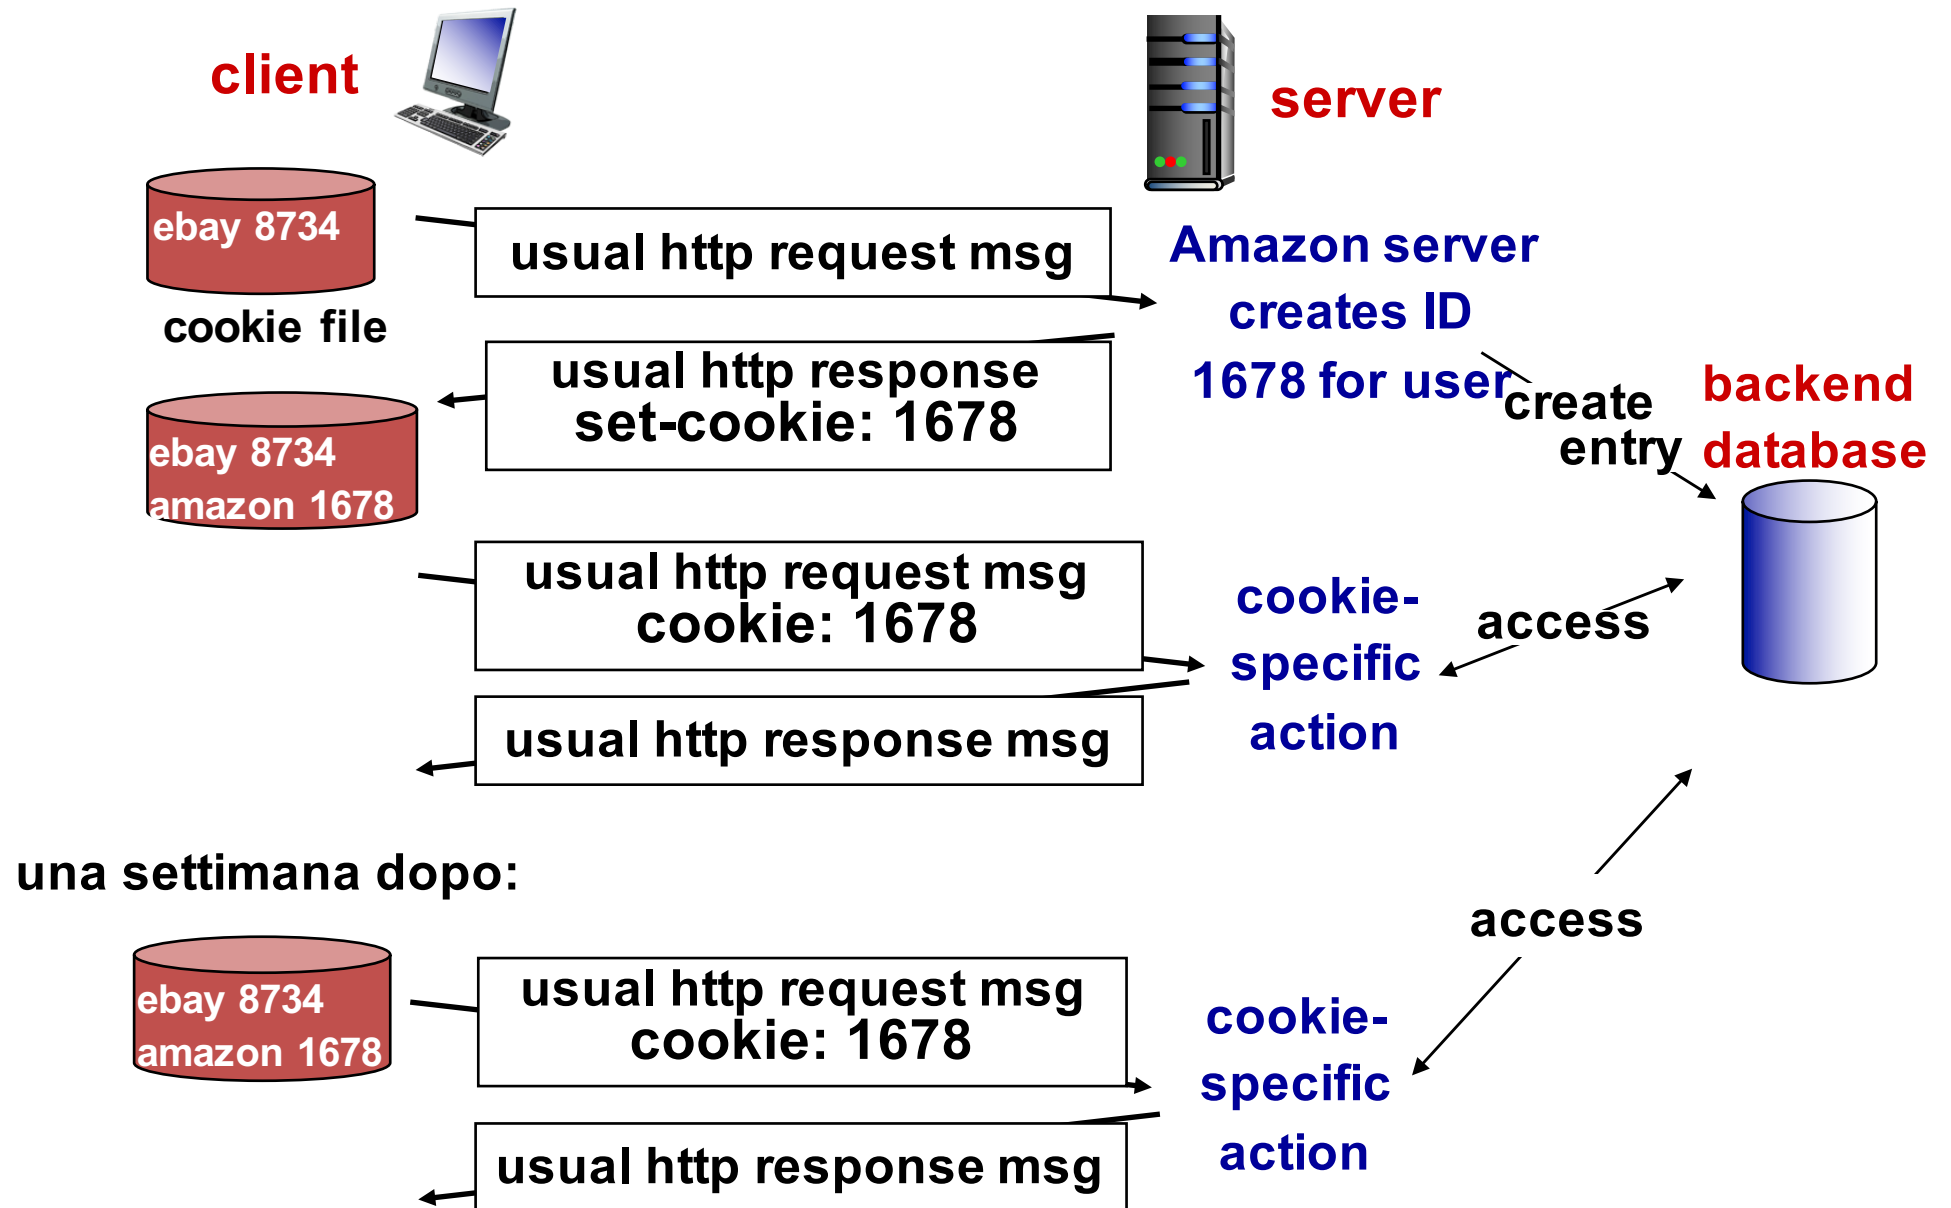 client
server
ebay 8734
cookie file
usual http request msg
Amazon server
creates ID
1678 for user
usual http response
set-cookie: 1678
create
entry
backend
database
ebay 8734
amazon 1678
usual http request msg
cookie: 1678
cookie-
specific
action
access
usual http response msg
una settimana dopo:
access
ebay 8734
amazon 1678
usual http request msg
cookie: 1678
cookie-
specific
action
usual http response msg